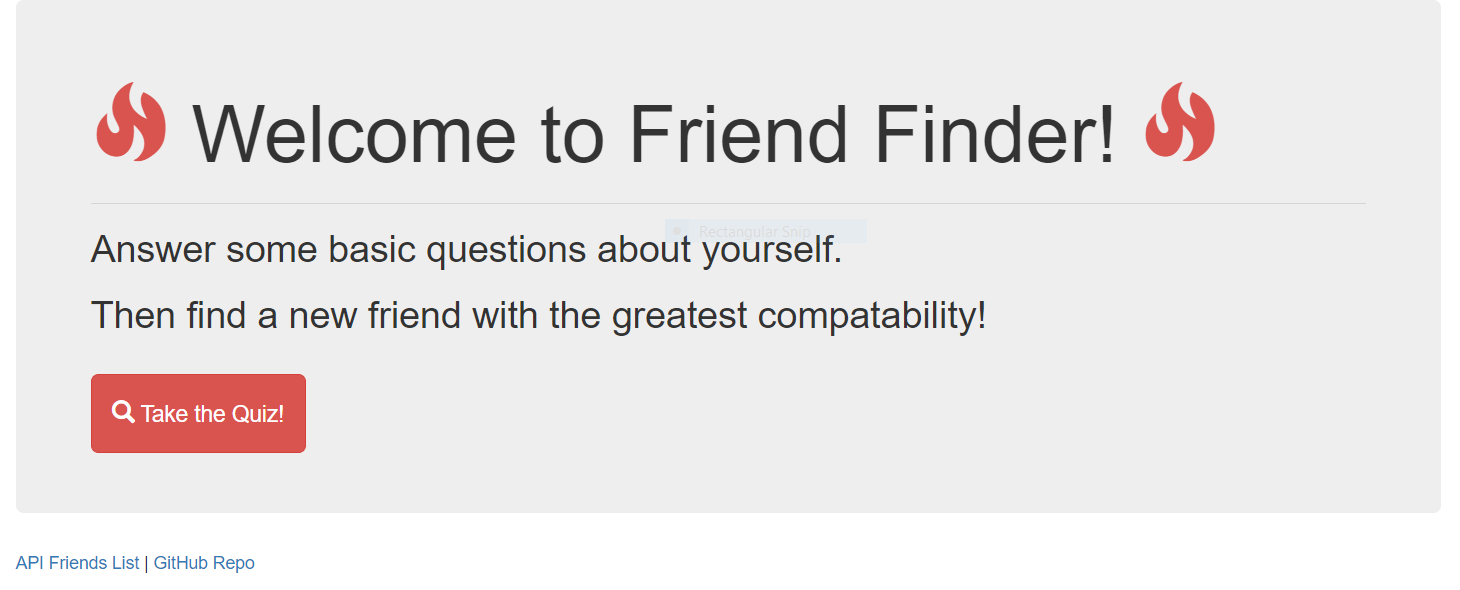 Welcome to Friend Finder!
Rectangular Snip
Answer some basic questions about yourself.
Then find a new friend with the greatest compatability!
Take the Quiz!
API Friends List | GitHub Repo